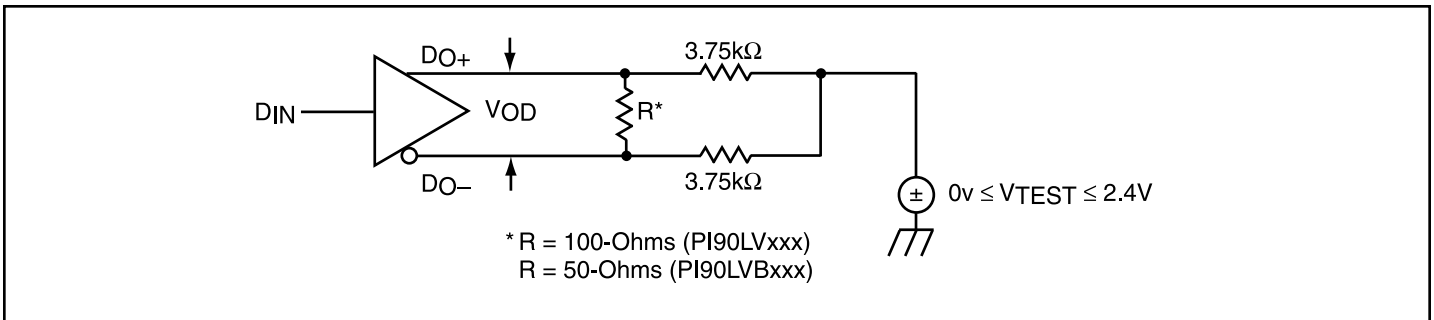 DO+
3.75kΩ
DIN
VOD
R*
DO–
3.75kΩ
± 0v ≤ VTEST ≤ 2.4V
* R = 100-Ohms (PI90LVxxx)
R = 50-Ohms (PI90LVBxxx)